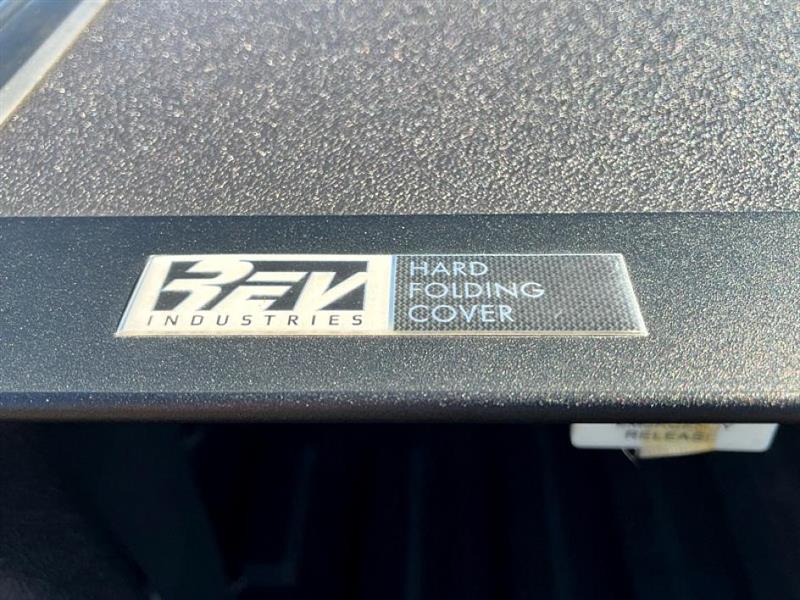 REV
INDUSTRIES
HARD
FOLDING
COVER
RELEASE